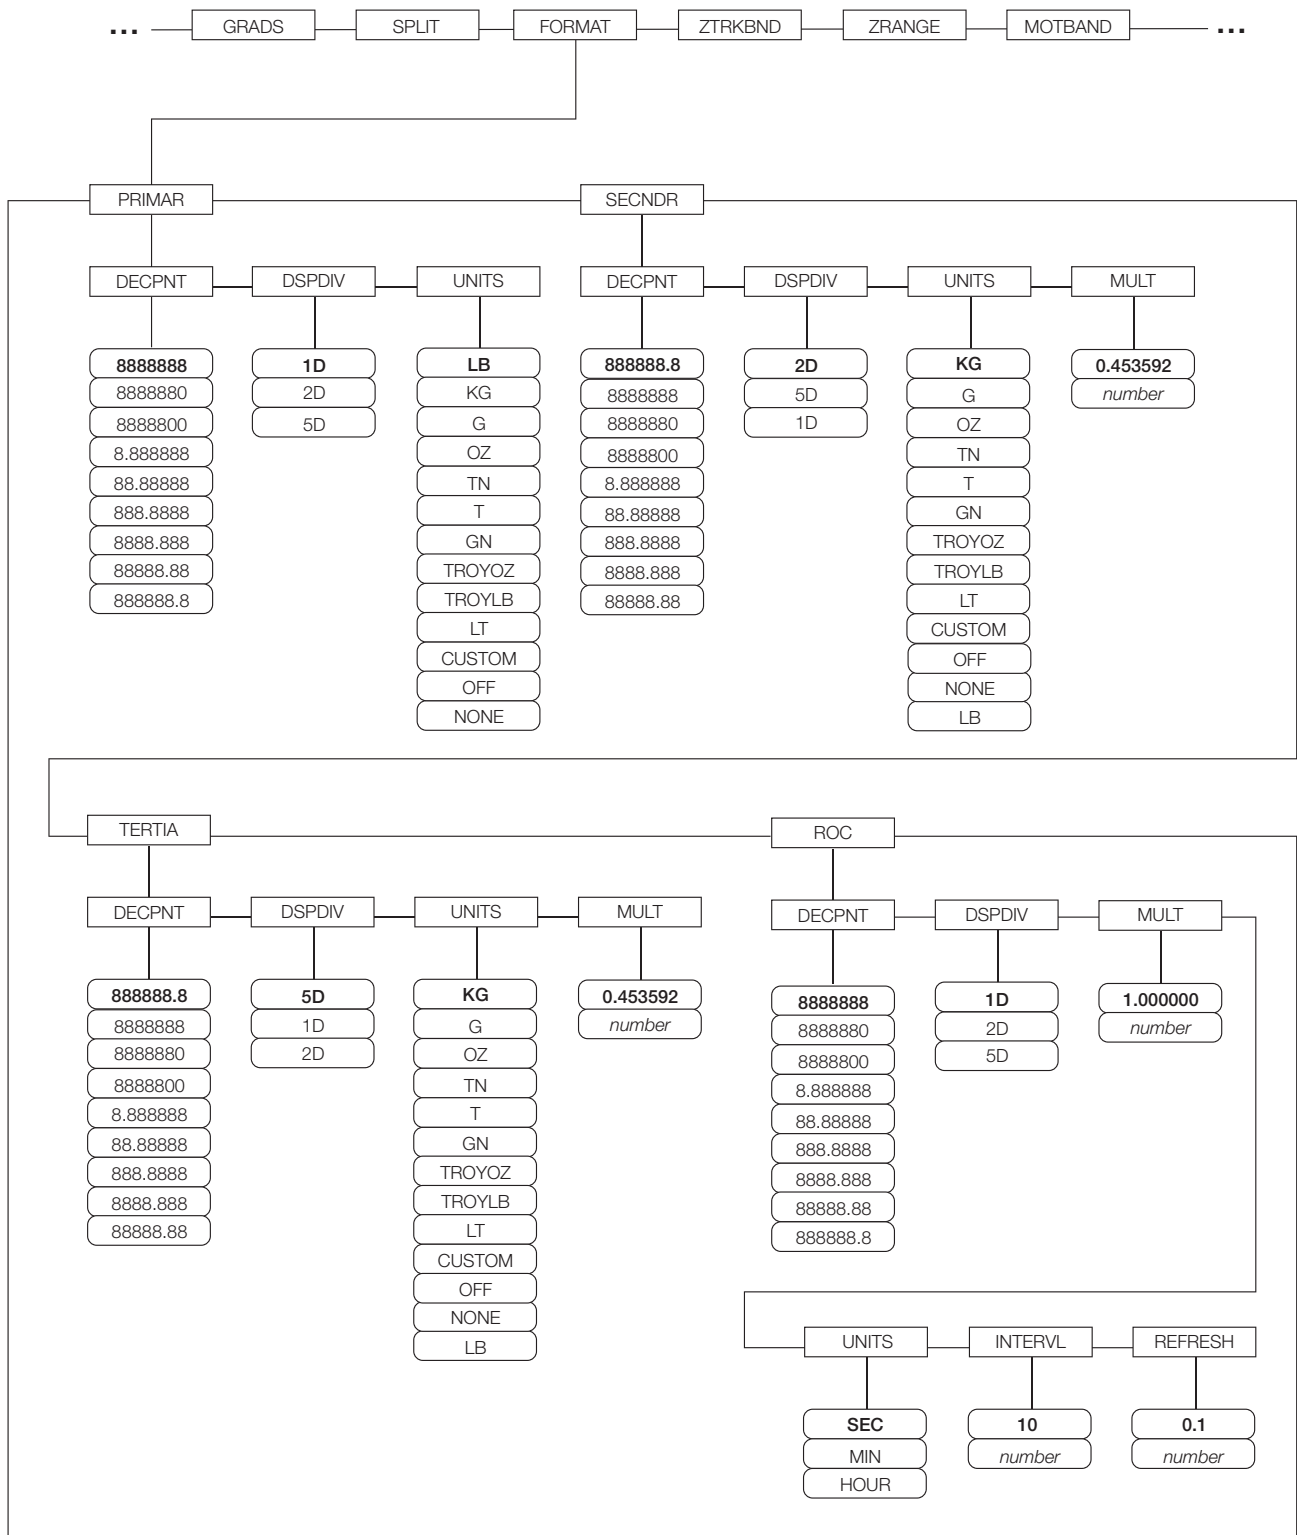 ... GRADS SPLIT FORMAT ZTRKBND ZRANGE MOTBAND ...
PRIMAR SECNDR
DECPNT DSPDIV UNITS DECPNT DSPDIV UNITS MULT
8888888 1D LB 888888.8 2D KG 0.453592
8888880 2D KG 8888888 5D G number
8888800 5D G 8888880 1D OZ
8.888888 OZ 8888800 TN
88.88888 TN 8.888888 T
888.8888 T 88.88888 GN
8888.888 GN 888.8888 TROYOZ
88888.88 TROYOZ 8888.888 TROYLB
888888.8 TROYLB 88888.88 LT
LT CUSTOM
CUSTOM OFF
OFF NONE
NONE LB
TERTIA ROC
DECPNT DSPDIV UNITS MULT DECPNT DSPDIV MULT
888888.8 5D KG 0.453592 8888888 1D 1.000000
8888888 1D G number 8888880 2D number
8888880 2D OZ 8888800 5D
8888800 TN 8.888888
8.888888 T 88.88888
88.88888 GN 888.8888
888.8888 TROYOZ 8888.888
8888.888 TROYLB 88888.88
88888.88 LT 888888.8
CUSTOM
OFF
NONE
LB
UNITS INTERVL REFRESH
SEC 10 0.1
MIN number number
HOUR